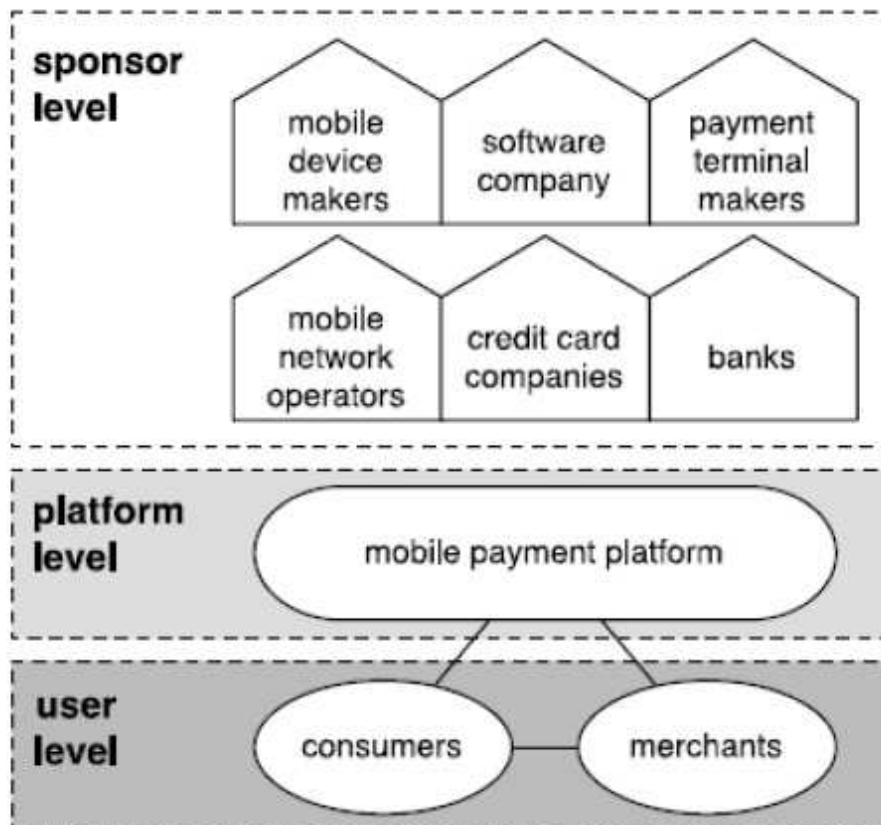 sponsor
level
mobile
device
makers
software
company
payment
terminal
makers
mobile
network
operators
credit card
companies
banks
platform
level
mobile payment platform
user
level
consumers
merchants